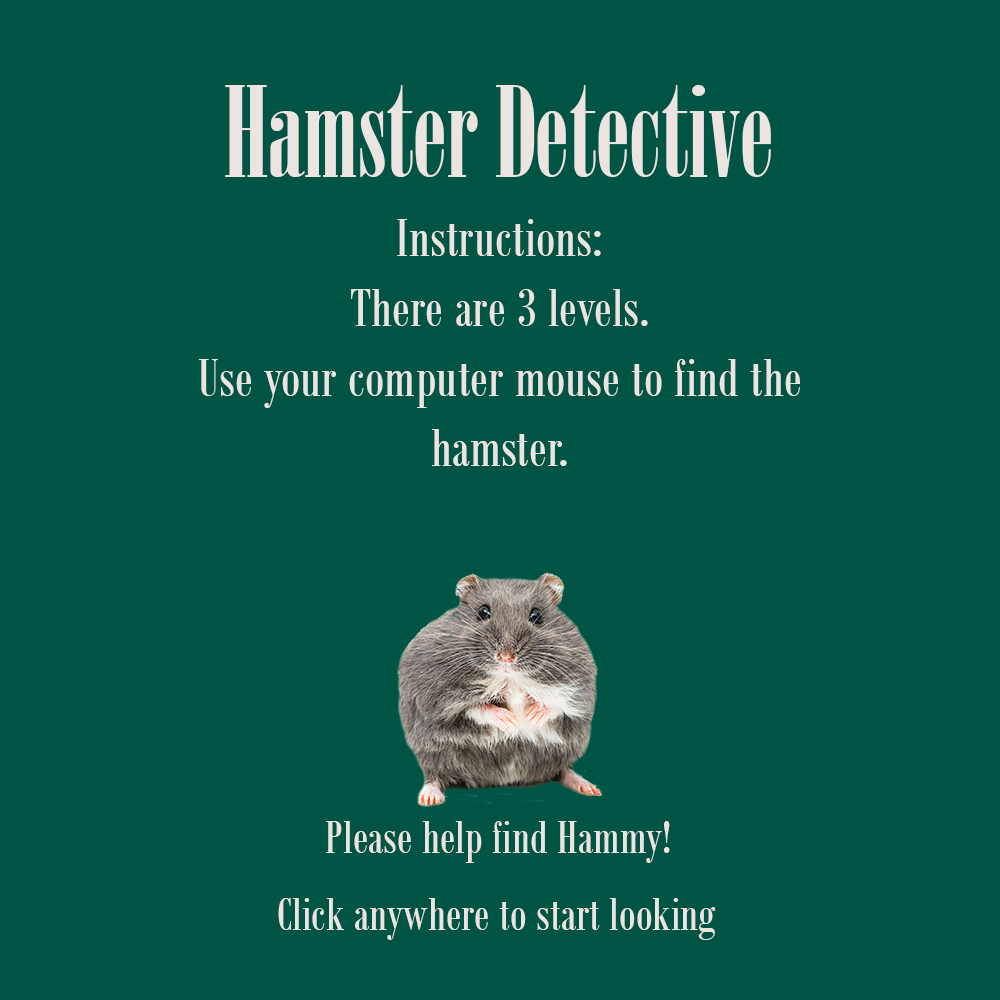 Hamster Detective
Instructions:
There are 3 levels.
Use your computer mouse to find the
hamster.
Please help find Hammy!
Click anywhere to start looking